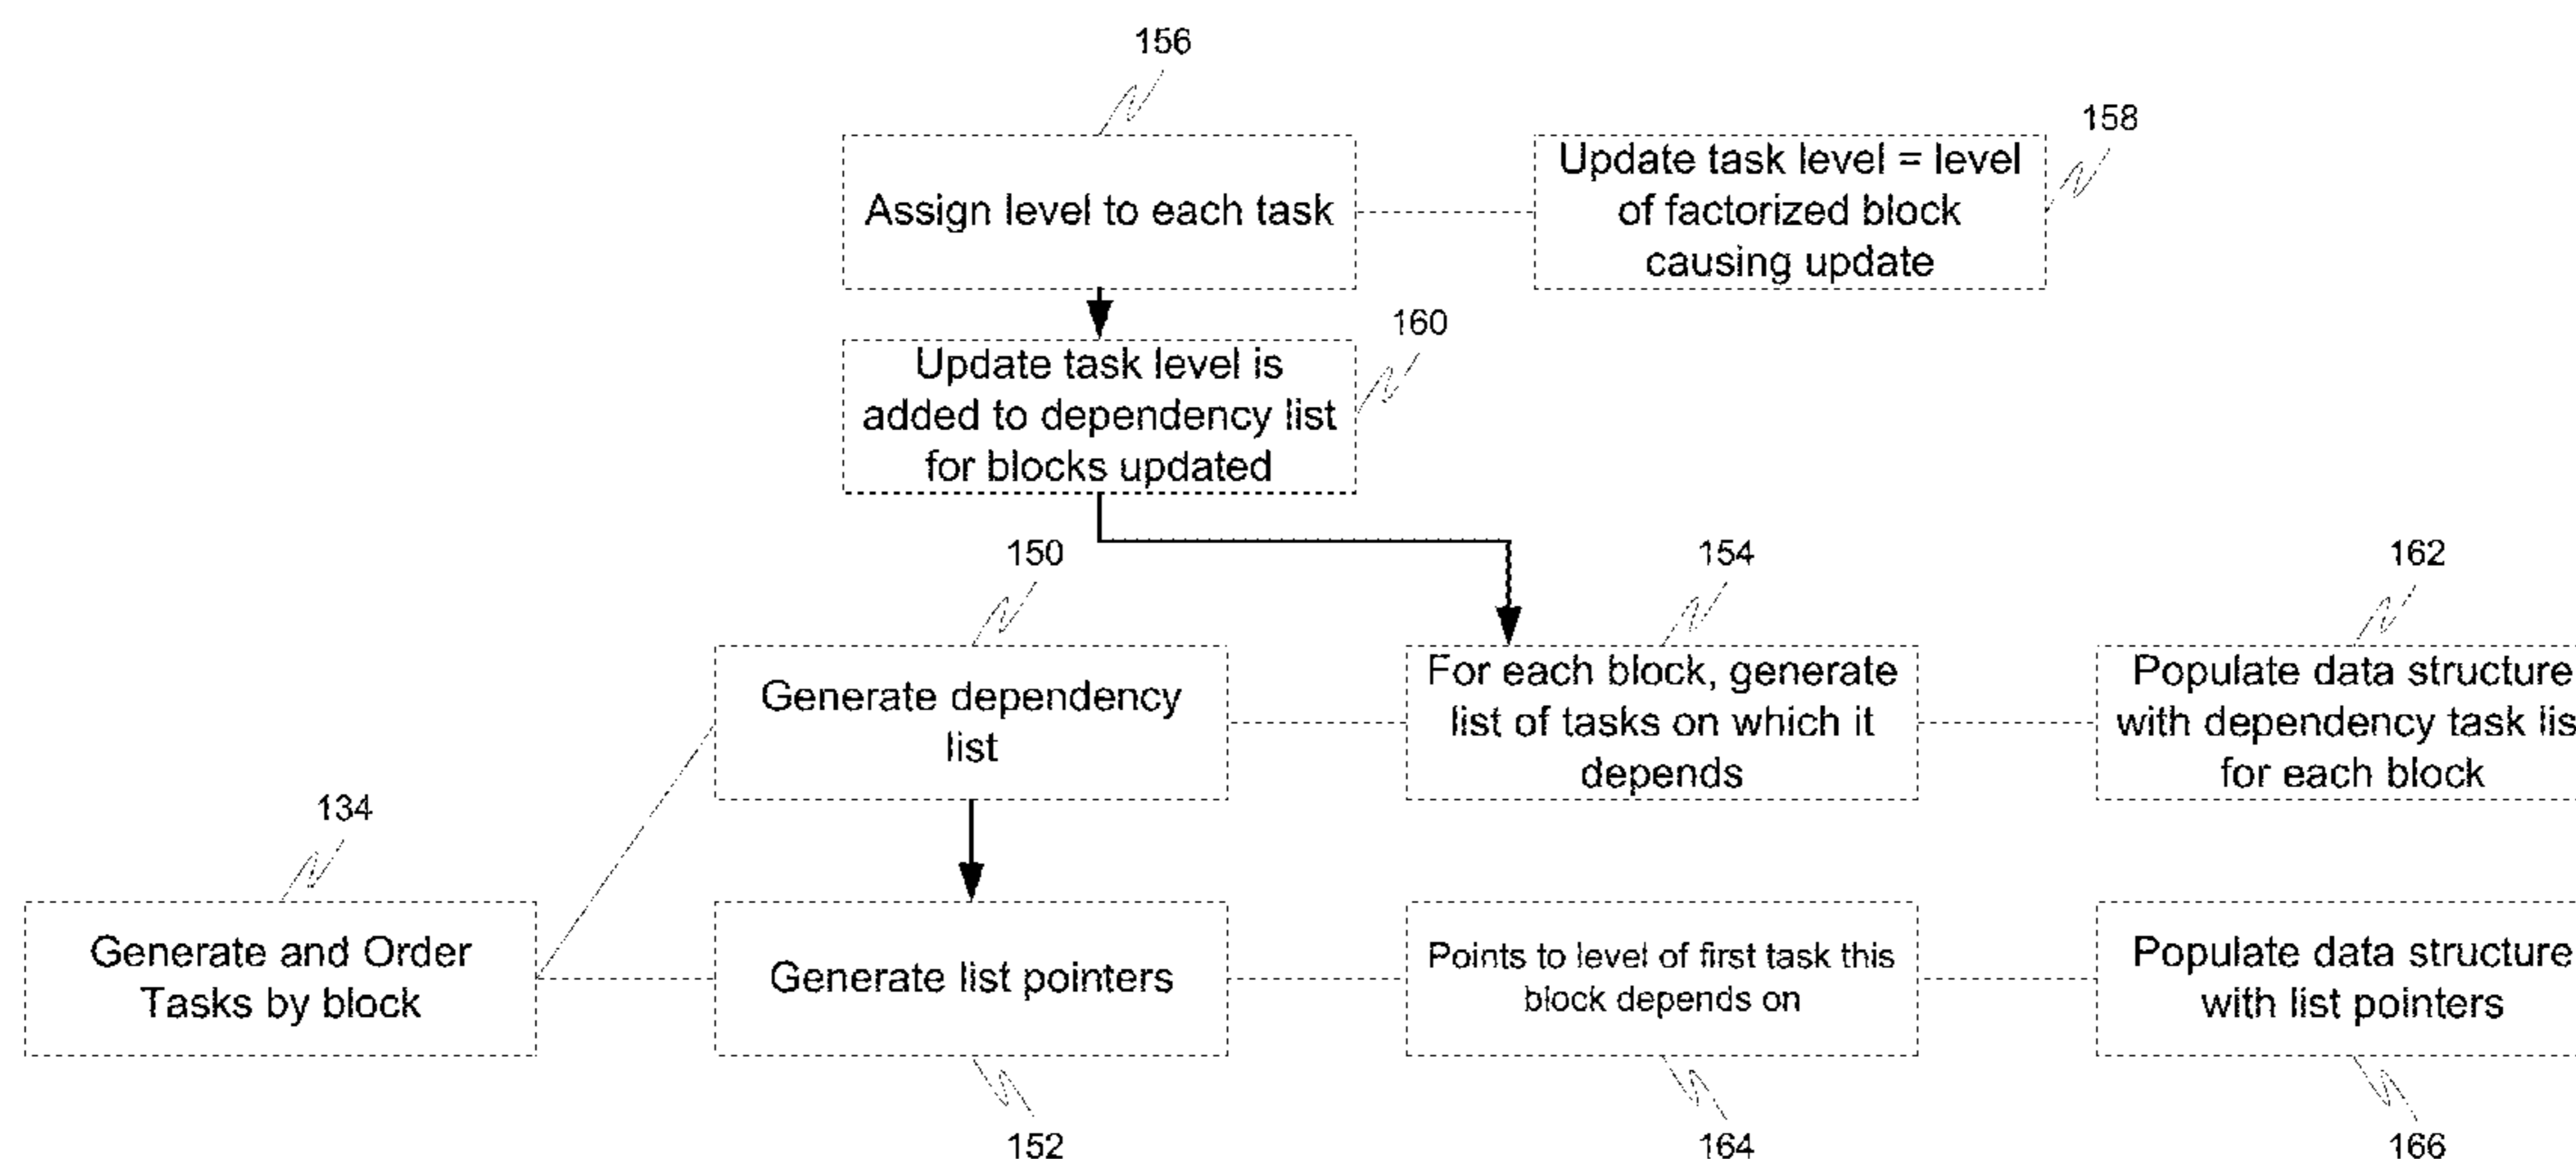 156
158
Assign level to each task
Update task level = level
of factorized block
causing update
160
Update task level is
added to dependency list
for blocks updated
150
154
162
Generate dependency
list
For each block, generate
list of tasks on which it
depends
Populate data structure
with dependency task
for each block
134
Generate and Order
Tasks by block
Generate list pointers
Points to level of first task this
block depends on
Populate data structure
with list pointers
152
164
166